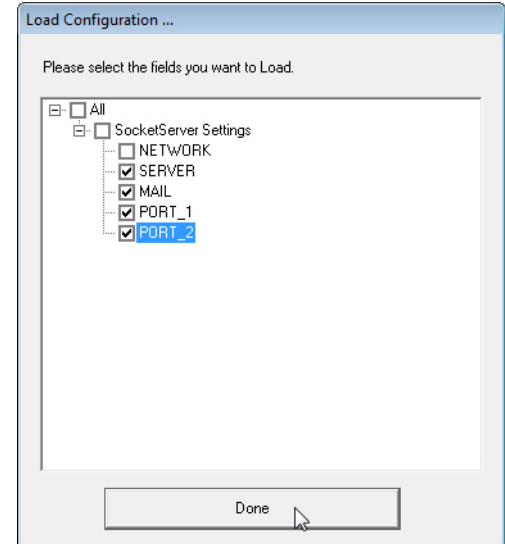 Load Configuration ...
Please select the fields you want to Load.
All
SocketServer Settings
NETWORK
SERVER
MAIL
PORT_1
PORT_2
Done